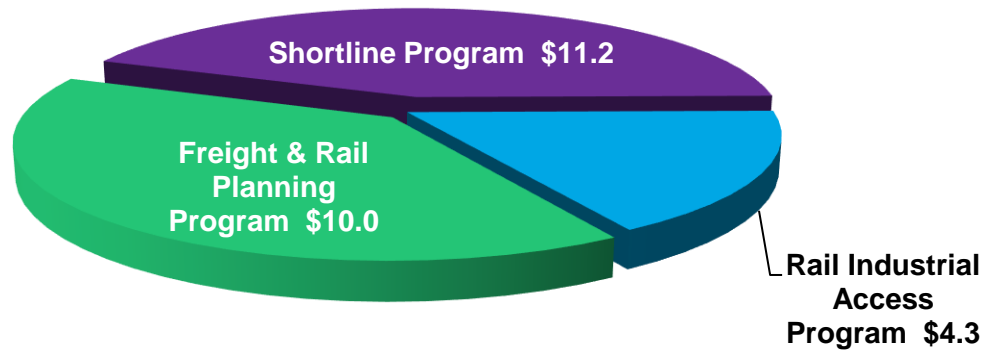 Shortline Program $11.2
Freight & Rail
Planning
Program $10.0
Rail Industrial
Access
Program $4.3